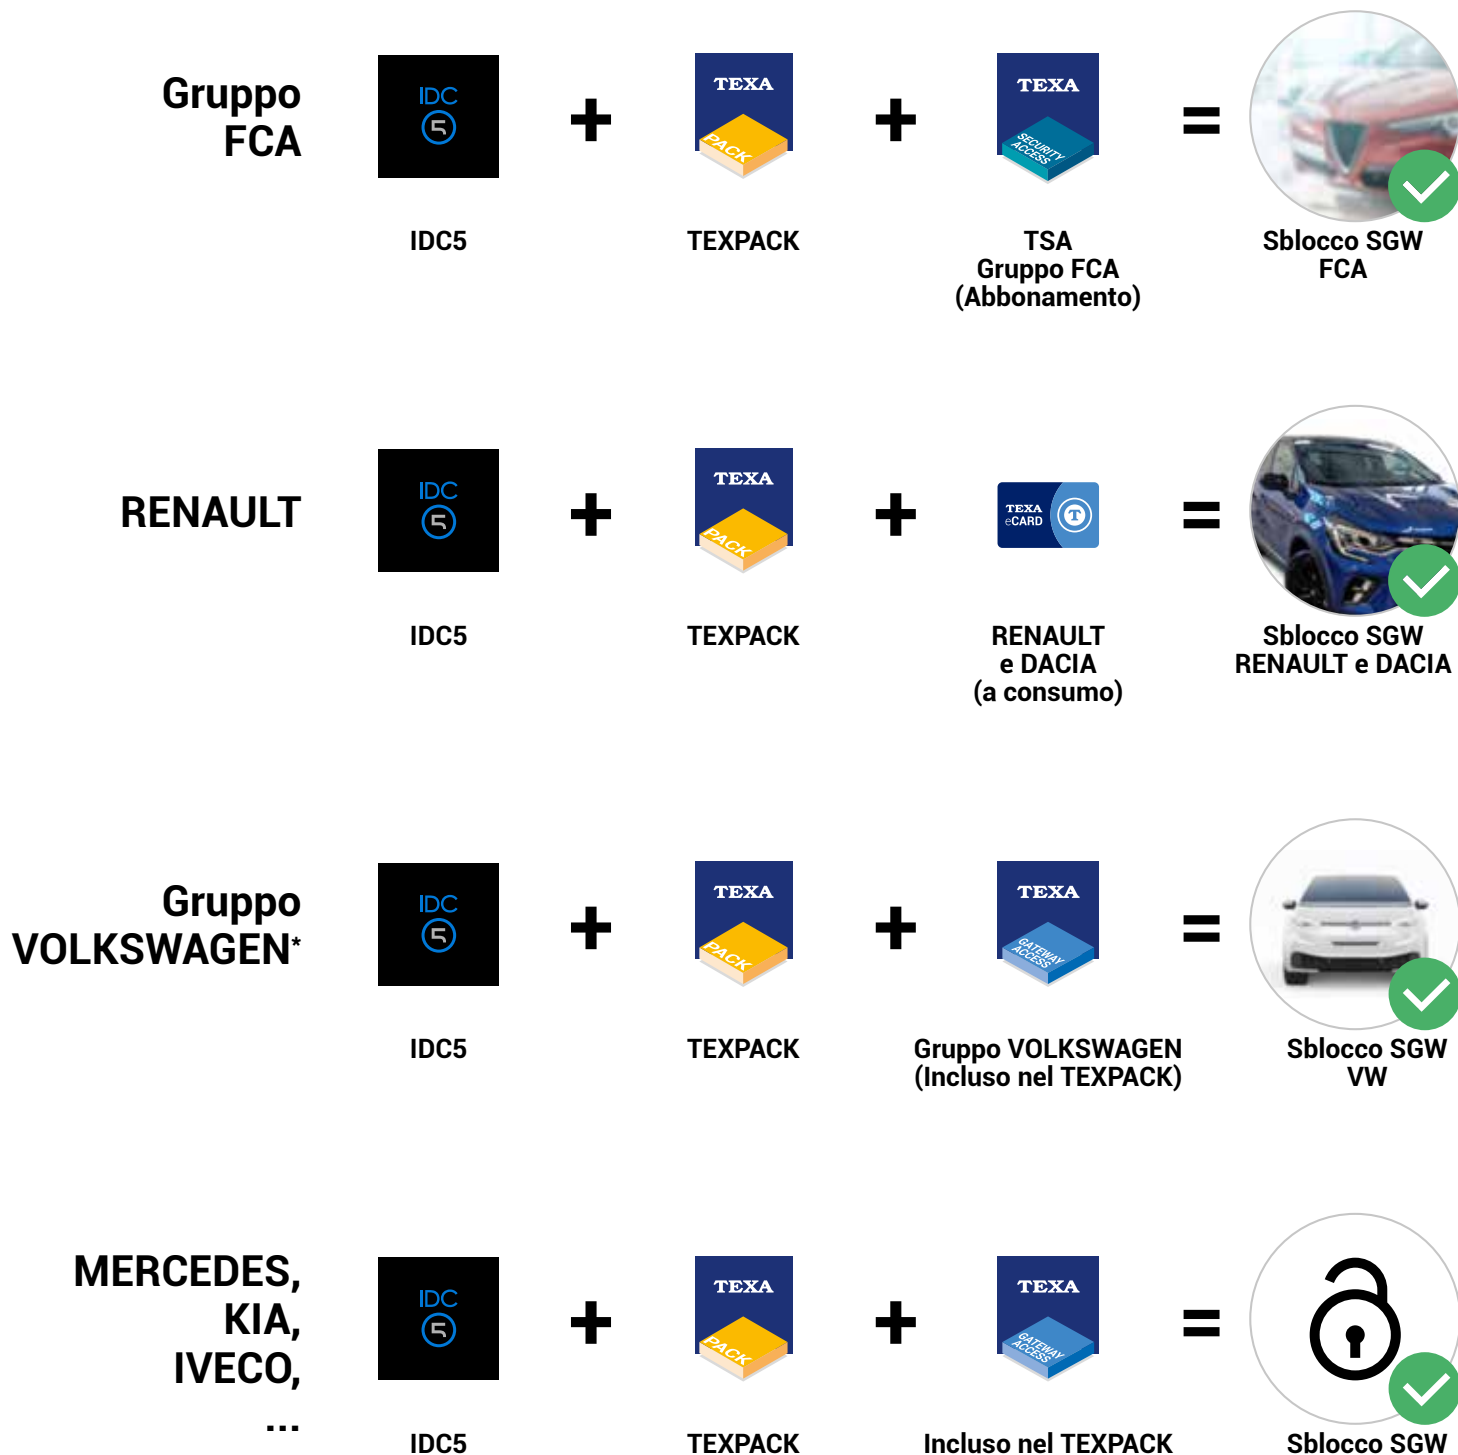 Gruppo
FCA
IDC
5
TEXA
PACK
TEXA
SECURITY
ACCESS
IDC5
TEXPACK
TSA
Gruppo FCA
(Abbonamento)
Sblocco SGW
FCA
RENAULT
IDC
5
TEXA
PACK
TEXA
eCARD
T
IDC5
TEXPACK
RENAULT
e DACIA
(a consumo)
Sblocco SGW
RENAULT e DACIA
Gruppo
VOLKSWAGEN*
IDC
5
TEXA
PACK
TEXA
GATEWAY
ACCESS
IDC5
TEXPACK
Gruppo VOLKSWAGEN
(Incluso nel TEXPACK)
Sblocco SGW
VW
MERCEDES,
KIA,
IVECO,
...
IDC
5
TEXA
PACK
TEXA
GATEWAY
ACCESS
IDC5
TEXPACK
Incluso nel TEXPACK
Sblocco SGW